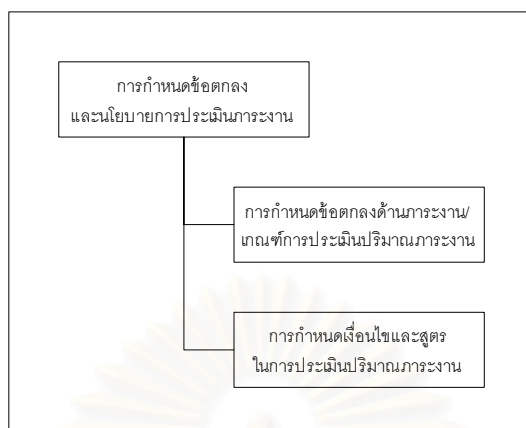 การกำหนดข้อตกลง
และนโยบายการประเมินภาระงาน
การกำหนดข้อตกลงด้านภาระงาน/
เกณฑ์การประเมินปริมาณภาระงาน
การกำหนดเงื่อนไขและสูตร
ในการประเมินปริมาณภาระงาน